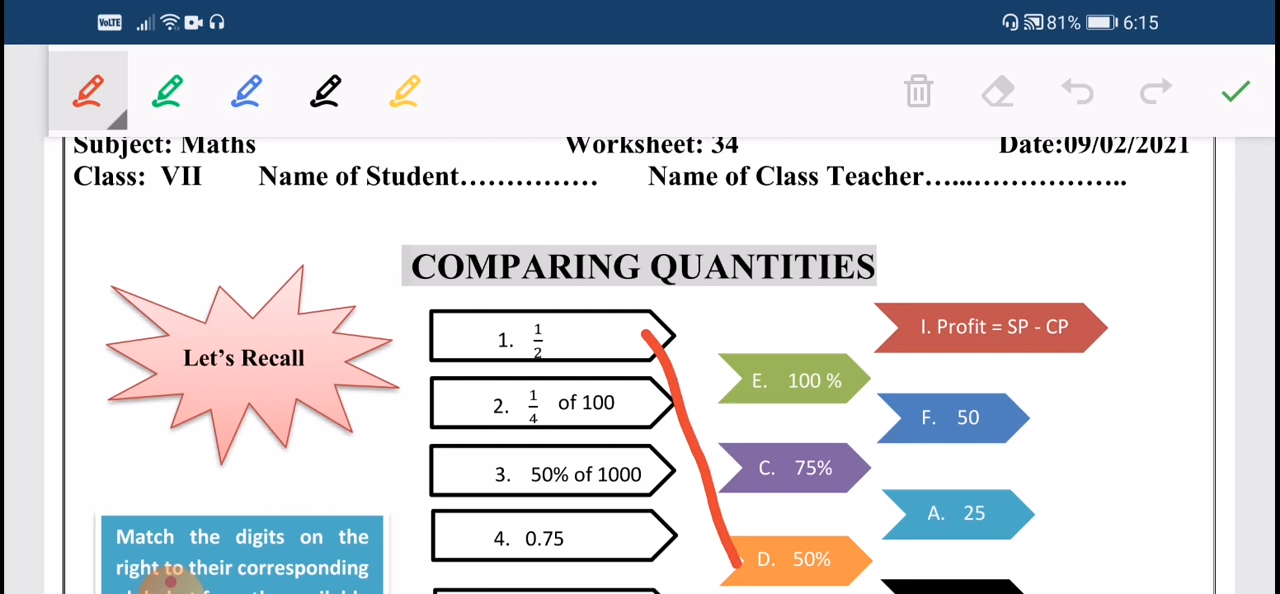 VoLTE 81% 6:15
Subject: Maths Worksheet: 34 Date:09/02/2021
Class: VII Name of Student…………… Name of Class Teacher…...……………..
COMPARING QUANTITIES
Let's Recall
1. 1/2
2. 1/4 of 100
3. 50% of 1000
4. 0.75
I. Profit = SP - CP
E. 100 %
F. 50
C. 75%
A. 25
D. 50%
Match the digits on the
right to their corresponding